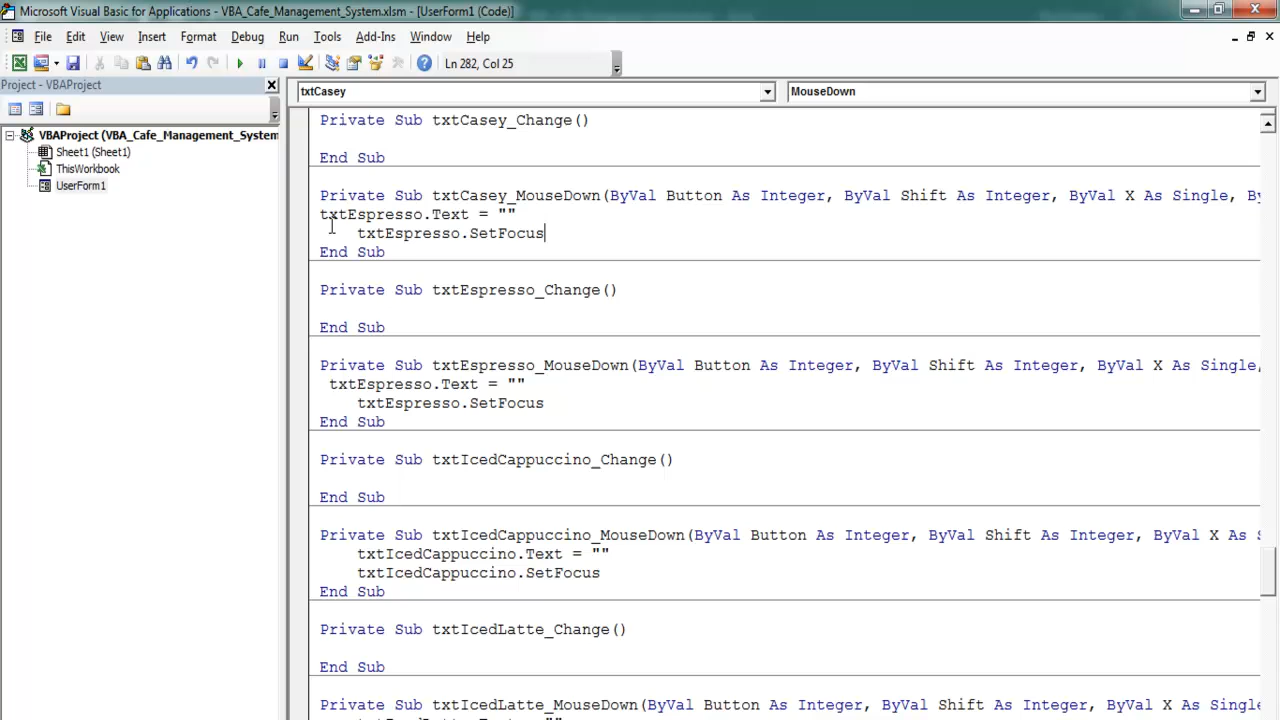 Microsoft Visual Basic for Applications - VBA_Cafe_Management_System.xlsm - [UserForm1 (Code)]
File Edit View Insert Format Debug Run Tools Add-Ins Window Help
Ln 282, Col 25
Project - VBAProject
txtCasey MouseDown
VBAProject (VBA_Cafe_Management_System
Sheet1 (Sheet1)
ThisWorkbook
UserForm1
Private Sub txtCasey_Change()
End Sub
Private Sub txtCasey_MouseDown(ByVal Button As Integer, ByVal Shift As Integer, ByVal X As Single, By
txtEspresso.Text = ""
txtEspresso.SetFocus
End Sub
Private Sub txtEspresso_Change()
End Sub
Private Sub txtEspresso_MouseDown(ByVal Button As Integer, ByVal Shift As Integer, ByVal X As Single,
txtEspresso.Text = ""
txtEspresso.SetFocus
End Sub
Private Sub txtIcedCappuccino_Change()
End Sub
Private Sub txtIcedCappuccino_MouseDown(ByVal Button As Integer, ByVal Shift As Integer, ByVal X As S
txtIcedCappuccino.Text = ""
txtIcedCappuccino.SetFocus
End Sub
Private Sub txtIcedLatte_Change()
End Sub
Private Sub txtIcedLatte_MouseDown(ByVal Button As Integer, ByVal Shift As Integer, ByVal X As Single